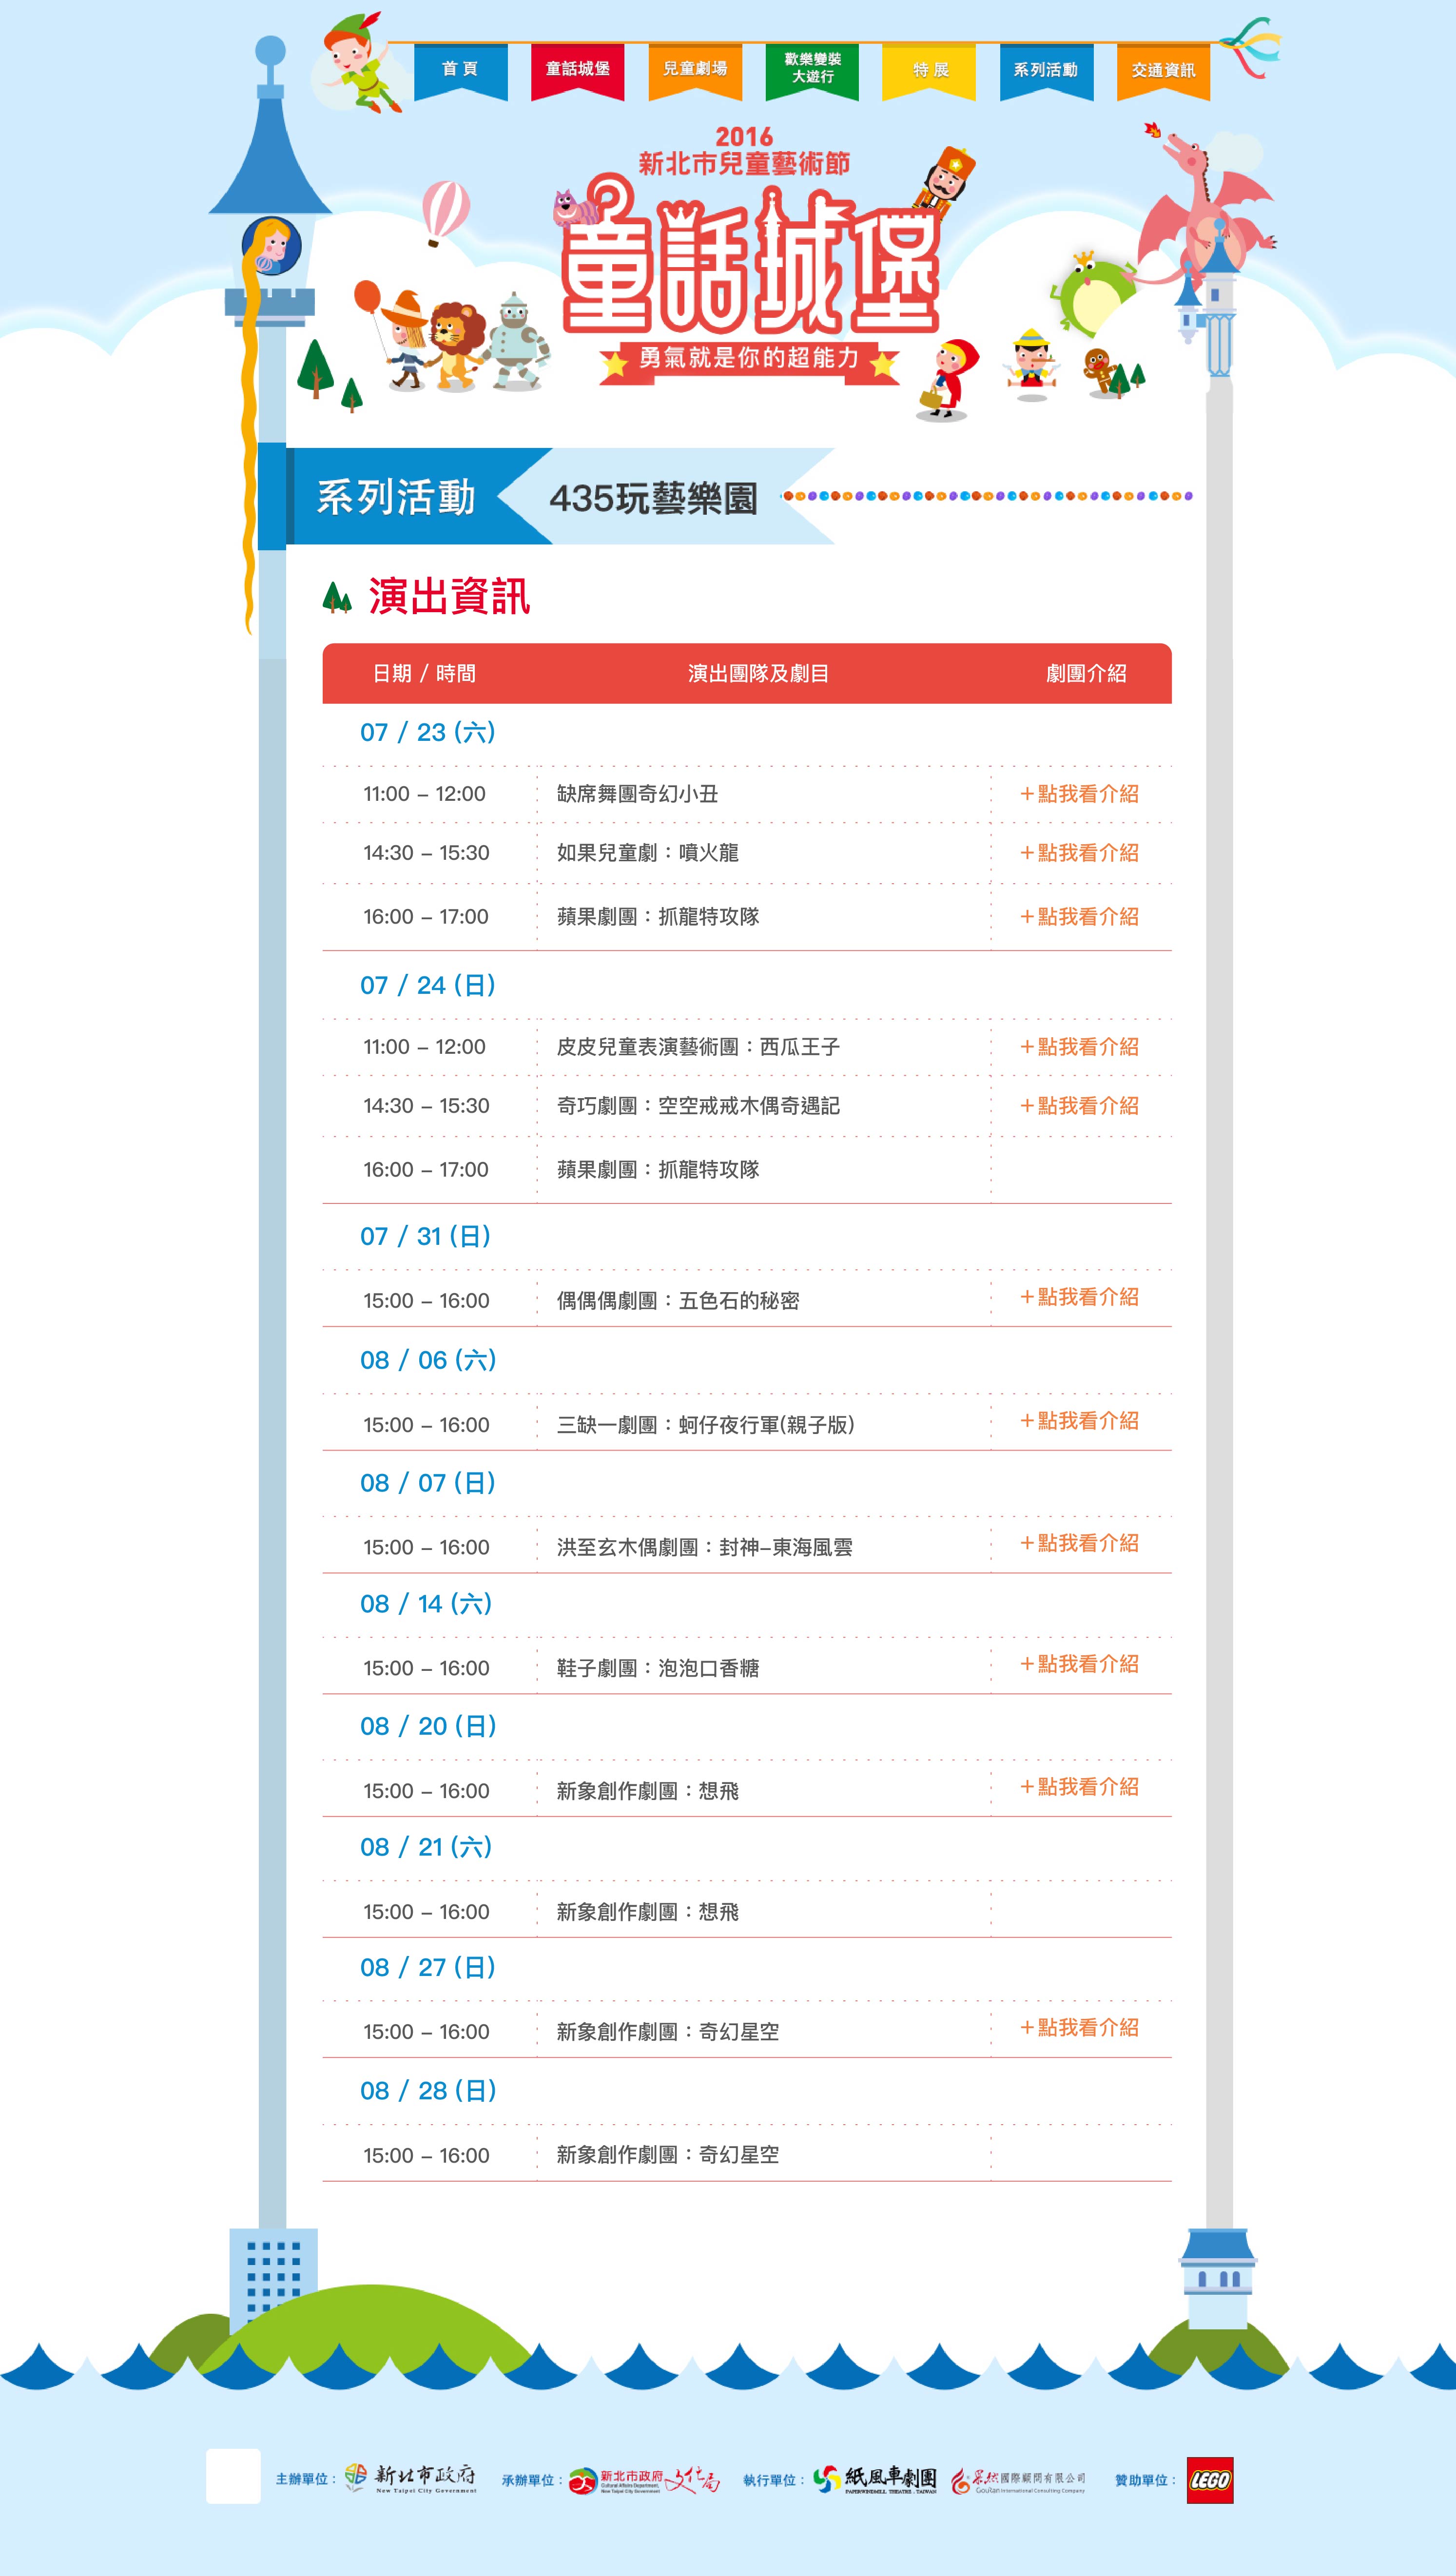 首頁
童話城堡
兒童劇場
歡樂變裝
大遊行
特展
系列活動
交通資訊
2016
新北市兒童藝術節
童話城堡
勇氣就是你的超能力
系列活動
435玩藝樂園
演出資訊
日期 / 時間 演出團隊及劇目 劇團介紹
07 / 23 (六)
11:00 – 12:00 缺席舞團奇幻小丑 +點我看介紹
14:30 – 15:30 如果兒童劇：噴火龍 +點我看介紹
16:00 – 17:00 蘋果劇團：抓龍特攻隊 +點我看介紹
07 / 24 (日)
11:00 – 12:00 皮皮兒童表演藝術團：西瓜王子 +點我看介紹
14:30 – 15:30 奇巧劇團：空空戒戒木偶奇遇記 +點我看介紹
16:00 – 17:00 蘋果劇團：抓龍特攻隊
07 / 31 (日)
15:00 – 16:00 偶偶偶劇團：五色石的秘密 +點我看介紹
08 / 06 (六)
15:00 – 16:00 三缺一劇團：蚵仔夜行軍(親子版) +點我看介紹
08 / 07 (日)
15:00 – 16:00 洪至玄木偶劇團：封神–東海風雲 +點我看介紹
08 / 14 (六)
15:00 – 16:00 鞋子劇團：泡泡口香糖 +點我看介紹
08 / 20 (日)
15:00 – 16:00 新象創作劇團：想飛 +點我看介紹
08 / 21 (六)
15:00 – 16:00 新象創作劇團：想飛
08 / 27 (日)
15:00 – 16:00 新象創作劇團：奇幻星空 +點我看介紹
08 / 28 (日)
15:00 – 16:00 新象創作劇團：奇幻星空
主辦單位：
新北市政府
New Taipei City Government
承辦單位：
新北市政府
Cultural Affairs Department,
New Taipei City Government
文化局
執行單位：
紙風車劇團
PAPERWINDMILL THEATRE . TAIWAN
果然國際顧問有限公司
GouRan International Consulting Company
贊助單位：
LEGO